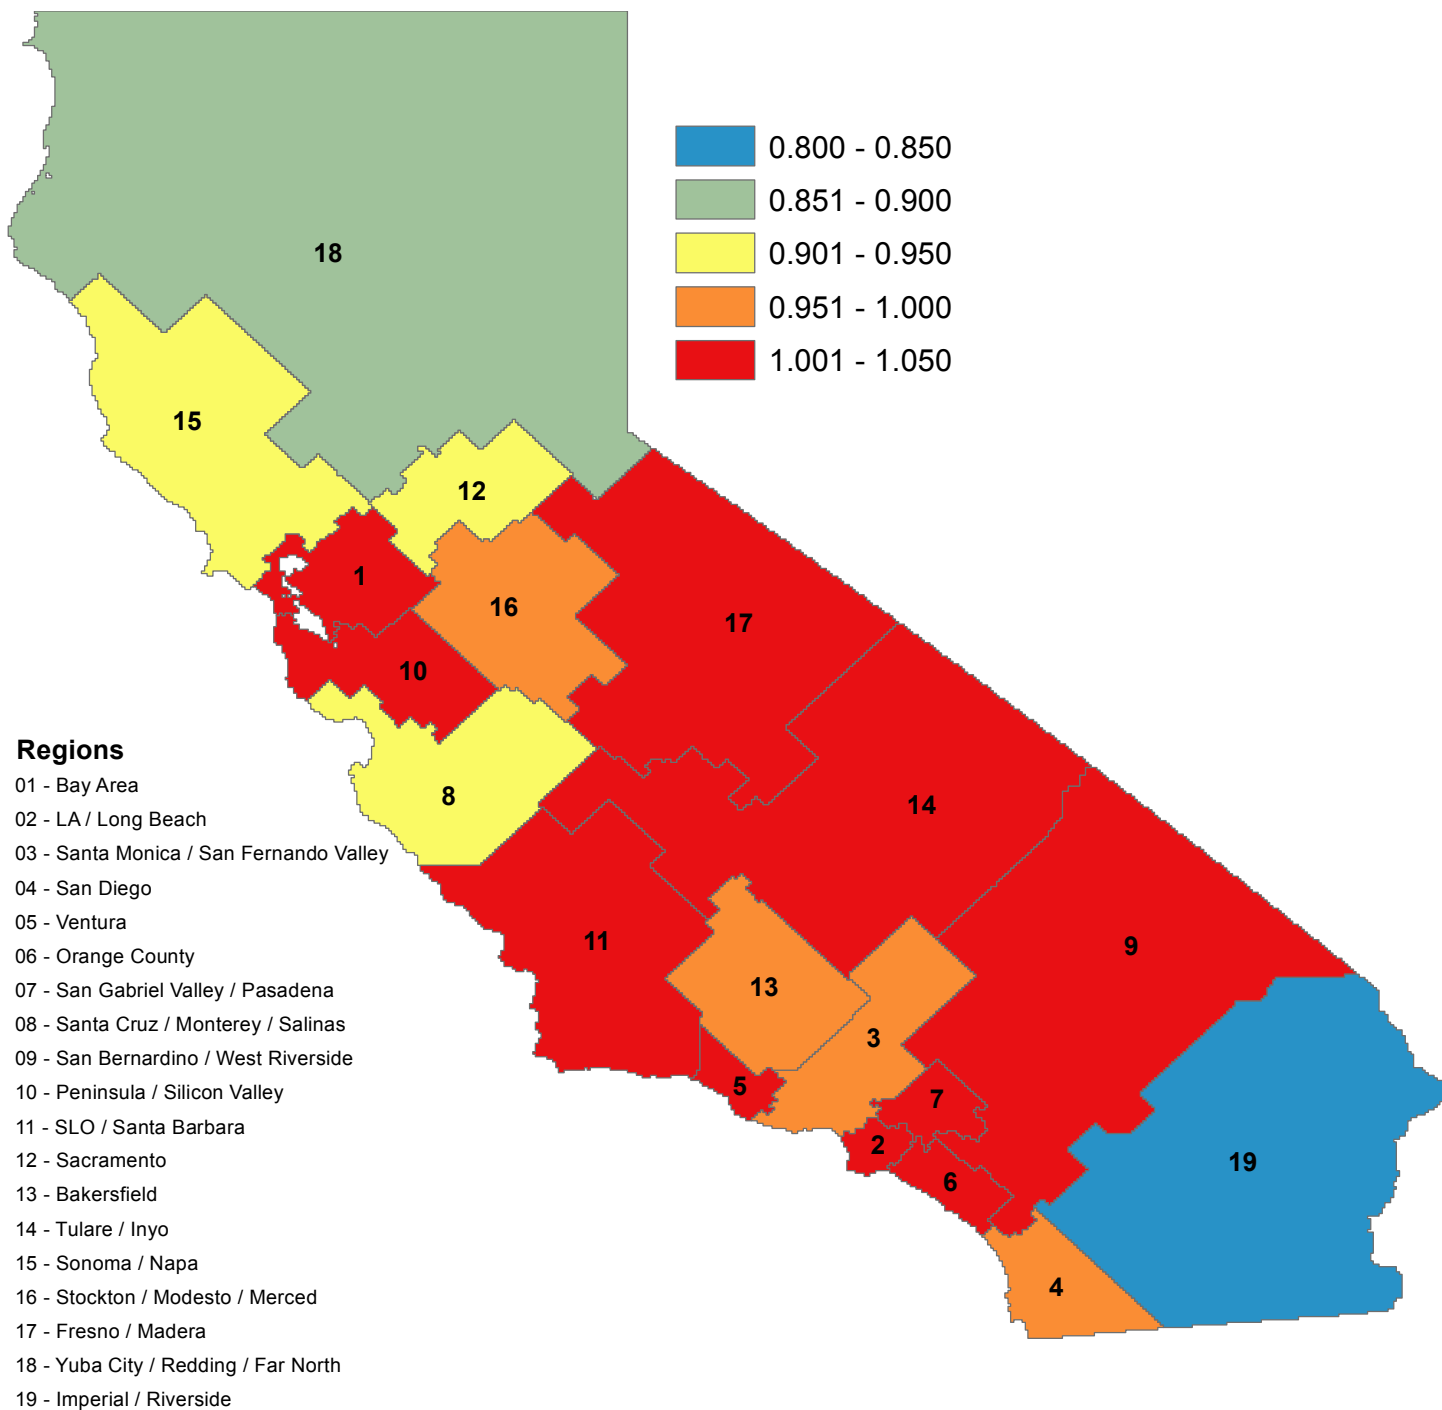 0.800 - 0.850
0.851 - 0.900
0.901 - 0.950
0.951 - 1.000
1.001 - 1.050
18
15
12
1
16
17
10
14
8
11
9
13
3
5
7
2
19
6
4
Regions
01 - Bay Area
02 - LA / Long Beach
03 - Santa Monica / San Fernando Valley
04 - San Diego
05 - Ventura
06 - Orange County
07 - San Gabriel Valley / Pasadena
08 - Santa Cruz / Monterey / Salinas
09 - San Bernardino / West Riverside
10 - Peninsula / Silicon Valley
11 - SLO / Santa Barbara
12 - Sacramento
13 - Bakersfield
14 - Tulare / Inyo
15 - Sonoma / Napa
16 - Stockton / Modesto / Merced
17 - Fresno / Madera
18 - Yuba City / Redding / Far North
19 - Imperial / Riverside